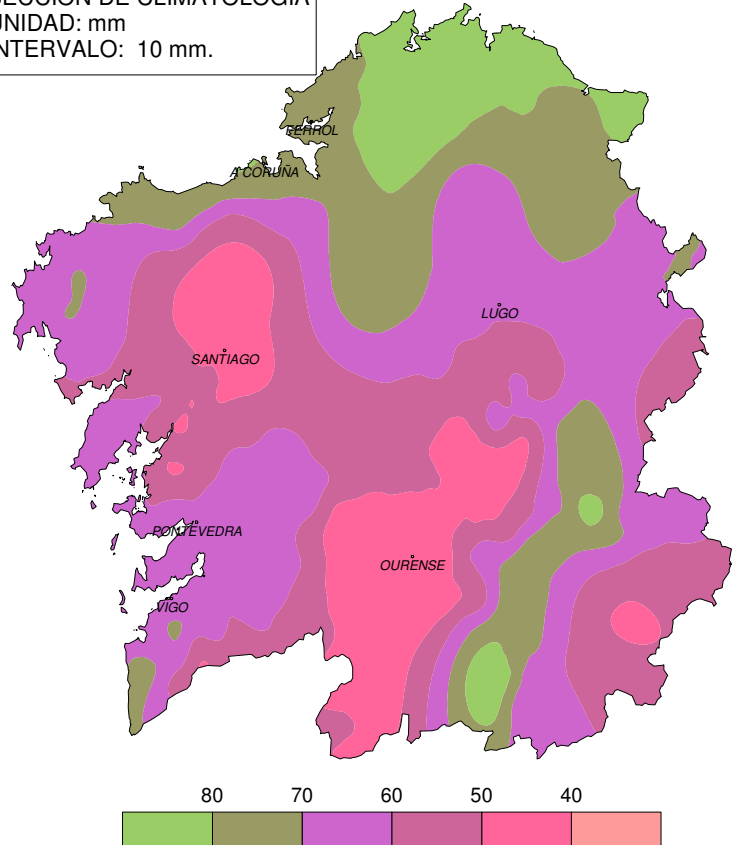 UNIDAD: mm
INTERVALO: 10 mm.
FERROL
A CORUÑA
LUGO
SANTIAGO
PONTEVEDRA
OURENSE
VIGO
80 70 60 50 40